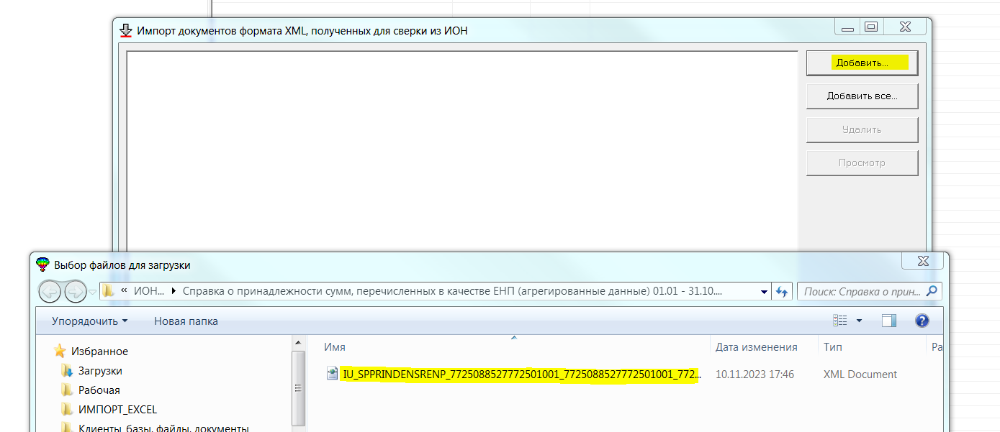 Импорт документов формата XML, полученных для сверки из ИОН
Добавить...
Добавить все...
Удалить
Просмотр
Выбор файлов для загрузки
« ИОН... Справка о принадлежности сумм, перечисленных в качестве ЕНП (агрегированные данные) 01.01 - 31.10....
Поиск: Справка о прин...
Упорядочить
Новая папка
Имя
Дата изменения
Тип
Ра
Избранное
Загрузки
Рабочая
ИМПОРТ_EXCEL
Клиенты_базы, файлы, документы
IU_SPPRINDENSRENP_7725088527772501001_7725088527772501001_772...
10.11.2023 17:46
XML Document